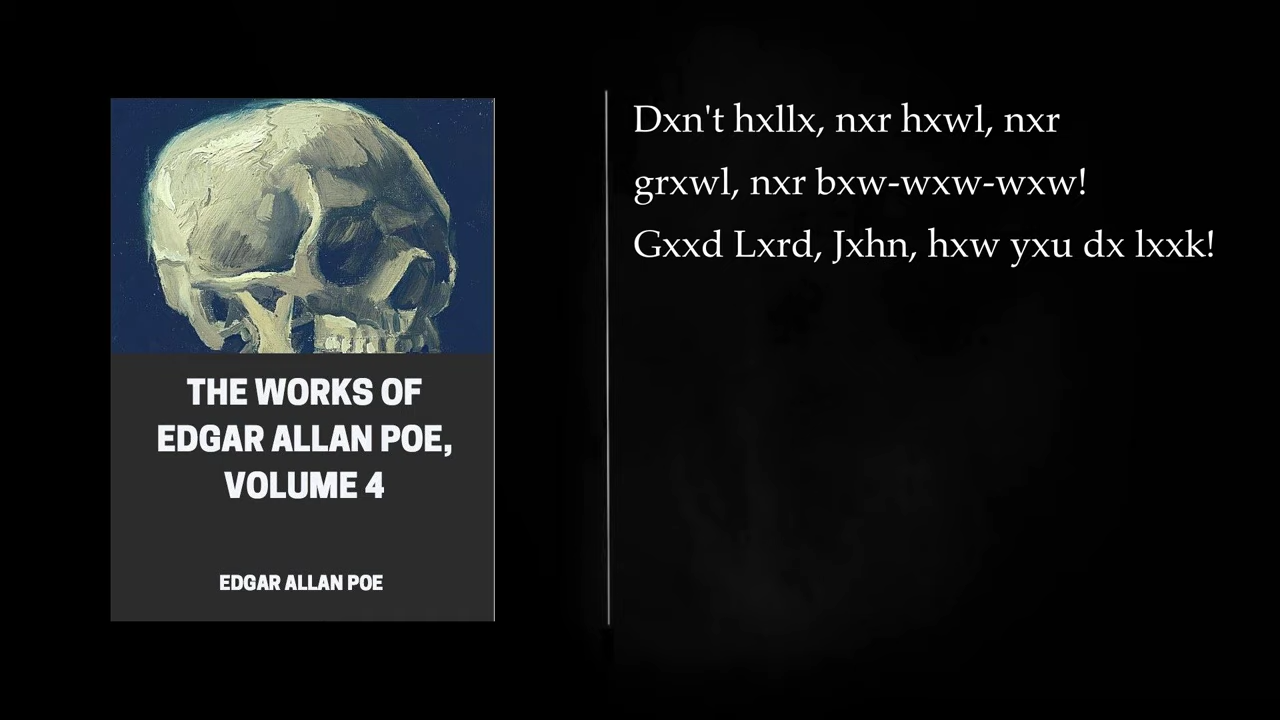 THE WORKS OF
EDGAR ALLAN POE,
VOLUME 4
EDGAR ALLAN POE
Dxn't hxllx, nxr hxwl, nxr
grxwl, nxr bxw-wxw-wxw!
Gxxd Lxrd, Jxhn, hxw yxu dx lxxk!